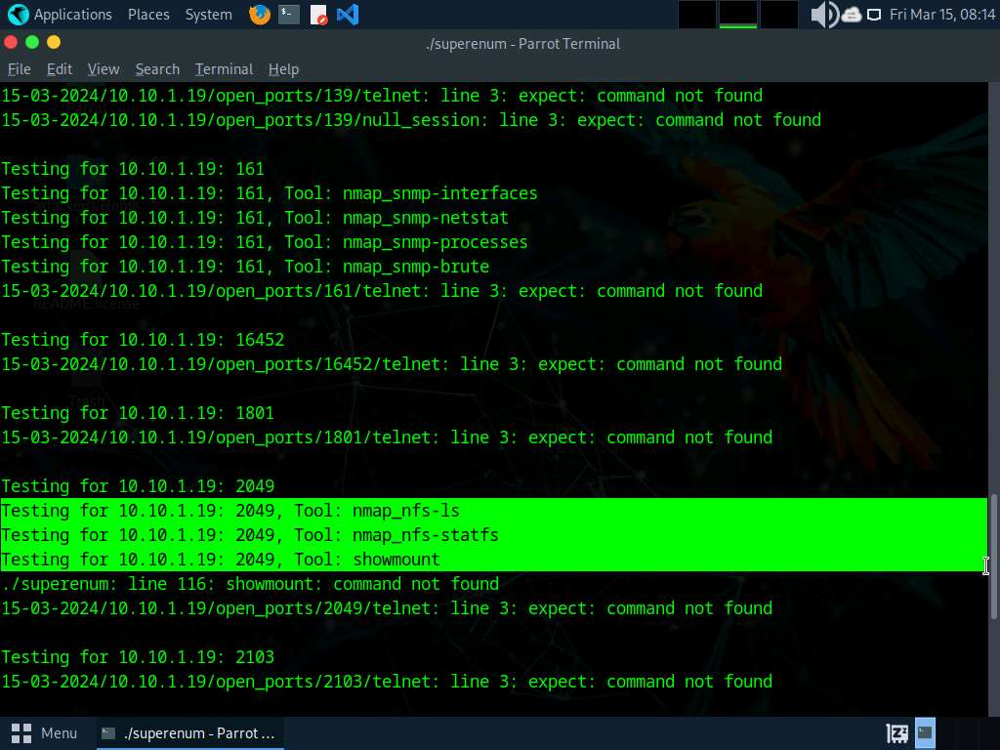 Applications Places System Fri Mar 15, 08:14
./superenum - Parrot Terminal
File Edit View Search Terminal Help
15-03-2024/10.10.1.19/open_ports/139/telnet: line 3: expect: command not found
15-03-2024/10.10.1.19/open_ports/139/null_session: line 3: expect: command not found
Testing for 10.10.1.19: 161
Testing for 10.10.1.19: 161, Tool: nmap_snmp-interfaces
Testing for 10.10.1.19: 161, Tool: nmap_snmp-netstat
Testing for 10.10.1.19: 161, Tool: nmap_snmp-processes
Testing for 10.10.1.19: 161, Tool: nmap_snmp-brute
15-03-2024/10.10.1.19/open_ports/161/telnet: line 3: expect: command not found
README.license
Testing for 10.10.1.19: 16452
15-03-2024/10.10.1.19/open_ports/16452/telnet: line 3: expect: command not found
Trash
Testing for 10.10.1.19: 1801
15-03-2024/10.10.1.19/open_ports/1801/telnet: line 3: expect: command not found
Testing for 10.10.1.19: 2049
Testing for 10.10.1.19: 2049, Tool: nmap_nfs-ls
Testing for 10.10.1.19: 2049, Tool: nmap_nfs-statfs
Testing for 10.10.1.19: 2049, Tool: showmount
./superenum: line 116: showmount: command not found
15-03-2024/10.10.1.19/open_ports/2049/telnet: line 3: expect: command not found
Testing for 10.10.1.19: 2103
15-03-2024/10.10.1.19/open_ports/2103/telnet: line 3: expect: command not found
Menu ./superenum - Parrot ...